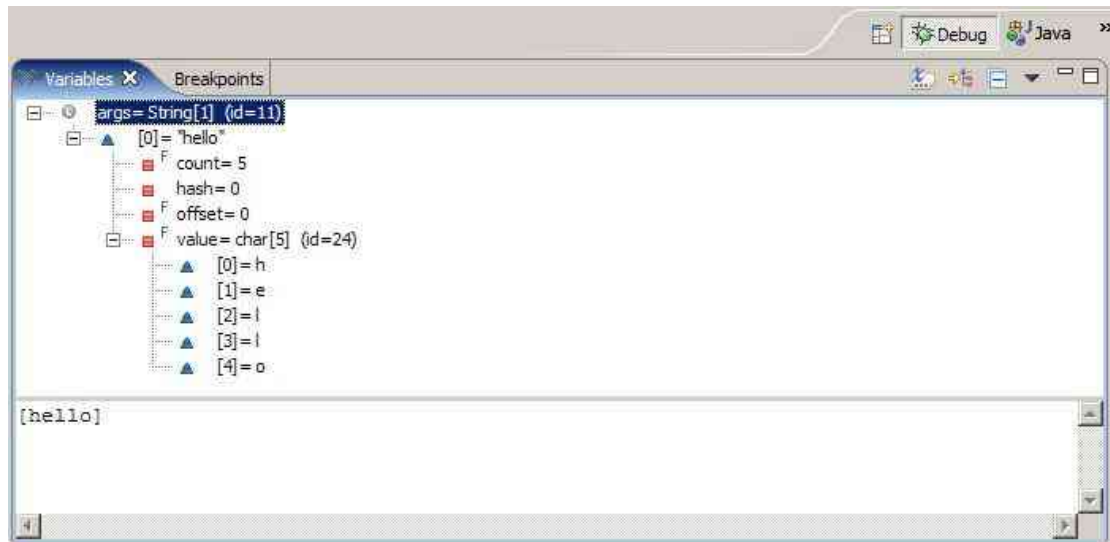 Debug Java »
Variables Breakpoints
args= String[1] (id=11)
[0]= "hello"
F count= 5
hash= 0
F offset= 0
F value= char[5] (id=24)
[0]= h
[1]= e
[2]= l
[3]= l
[4]= o
[hello]